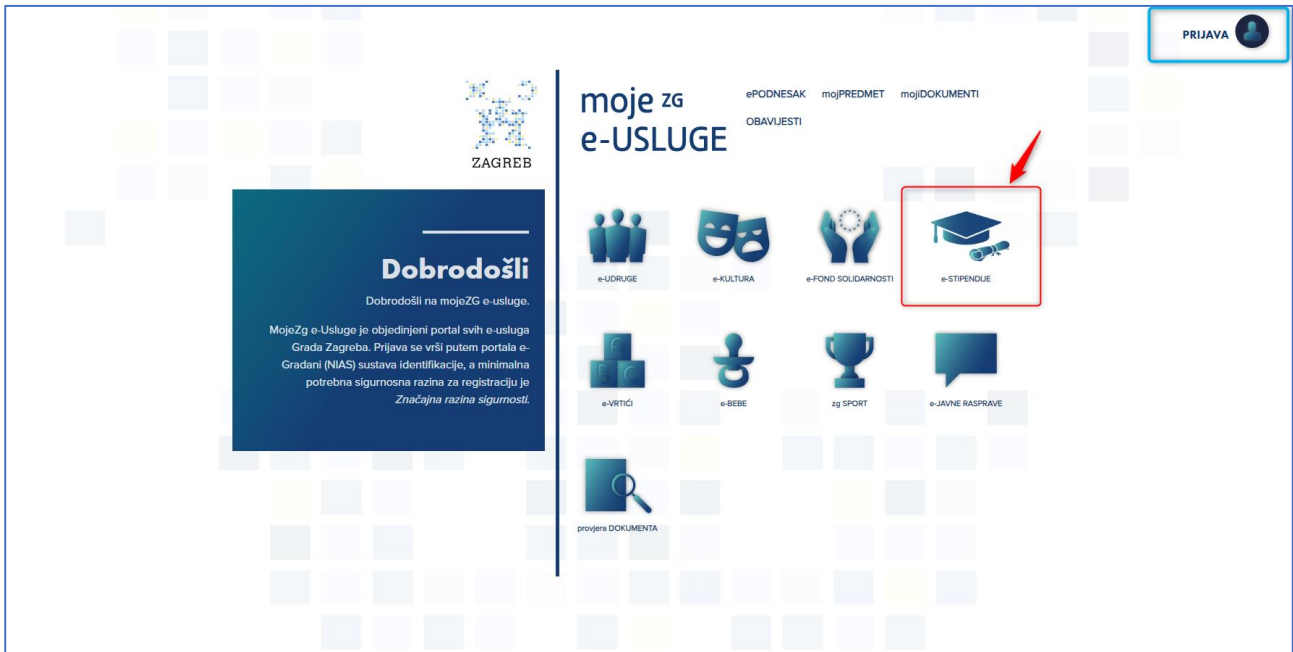 PRIJAVA
ZAGREB
moje ZG
e-USLUGE
ePODNESAK mojPREDMET mojiDOKUMENTI
OBAVIJESTI
Dobrodošli
Dobrodošli na mojeZG e-usluge.
MojeZg e-Usluge je objedinjeni portal svih e-usluga
Grada Zagreba. Prijava se vrši putem portala e-
Građani (NIAS) sustava identifikacije, a minimalna
potrebna sigurnosna razina za registraciju je
Značajna razina sigurnosti.
e-UDRUGE e-KULTURA e-FOND SOLIDARNOSTI e-STIPENDIJE
A
B C
e-VRTIĆI e-BEBE zg SPORT e-JAVNE RASPRAVE
provjera DOKUMENTA